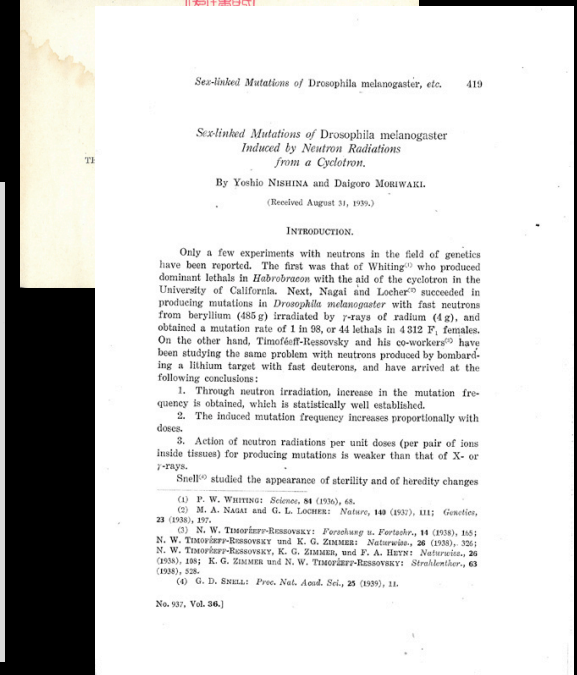 Sex-linked Mutations of Drosophila melanogaster, etc. 419
Sex-linked Mutations of Drosophila melanogaster
Induced by Neutron Radiations
from a Cyclotron.
By Yoshio NISHINA and Daigoro MORIWAKI.
(Received August 31, 1939.)
INTRODUCTION.
Only a few experiments with neutrons in the field of genetics
have been reported. The first was that of Whiting(1) who produced
dominant lethals in Habrobracon with the aid of the cyclotron in the
University of California. Next, Nagai and Locher(2) succeeded in
producing mutations in Drosophila melanogaster with fast neutrons
from beryllium (485 g) irradiated by γ-rays of radium (4 g), and
obtained a mutation rate of 1 in 98, or 44 lethals in 4 312 F₁ females.
On the other hand, Timoféeff-Ressovsky and his co-workers(3) have
been studying the same problem with neutrons produced by bombard-
ing a lithium target with fast deuterons, and have arrived at the
following conclusions:
1. Through neutron irradiation, increase in the mutation fre-
quency is obtained, which is statistically well established.
2. The induced mutation frequency increases proportionally with
doses.
3. Action of neutron radiations per unit doses (per pair of ions
inside tissues) for producing mutations is weaker than that of X- or
γ-rays.
Snell(4) studied the appearance of sterility and of heredity changes
(1) P. W. WHITING: Science, 84 (1936), 68.
(2) M. A. NAGAI and G. L. LOCHER: Nature, 140 (1937), 111; Genetics,
23 (1938), 197.
(3) N. W. TIMOFÉEFF-RESSOVSKY: Forschung u. Fortschr., 14 (1938), 165;
N. W. TIMOFÉEFF-RESSOVSKY und K. G. ZIMMER: Naturwiss., 26 (1938), 326;
N. W. TIMOFÉEFF-RESSOVSKY, K. G. ZIMMER, und F. A. HEYN: Naturwiss., 26
(1938), 108; K. G. ZIMMER und N. W. TIMOFÉEFF-RESSOVSKY: Strahlenther., 63
(1938), 528.
(4) G. D. SNELL: Proc. Nat. Acad. Sci., 25 (1939), 11.
No. 937, Vol. 36.]